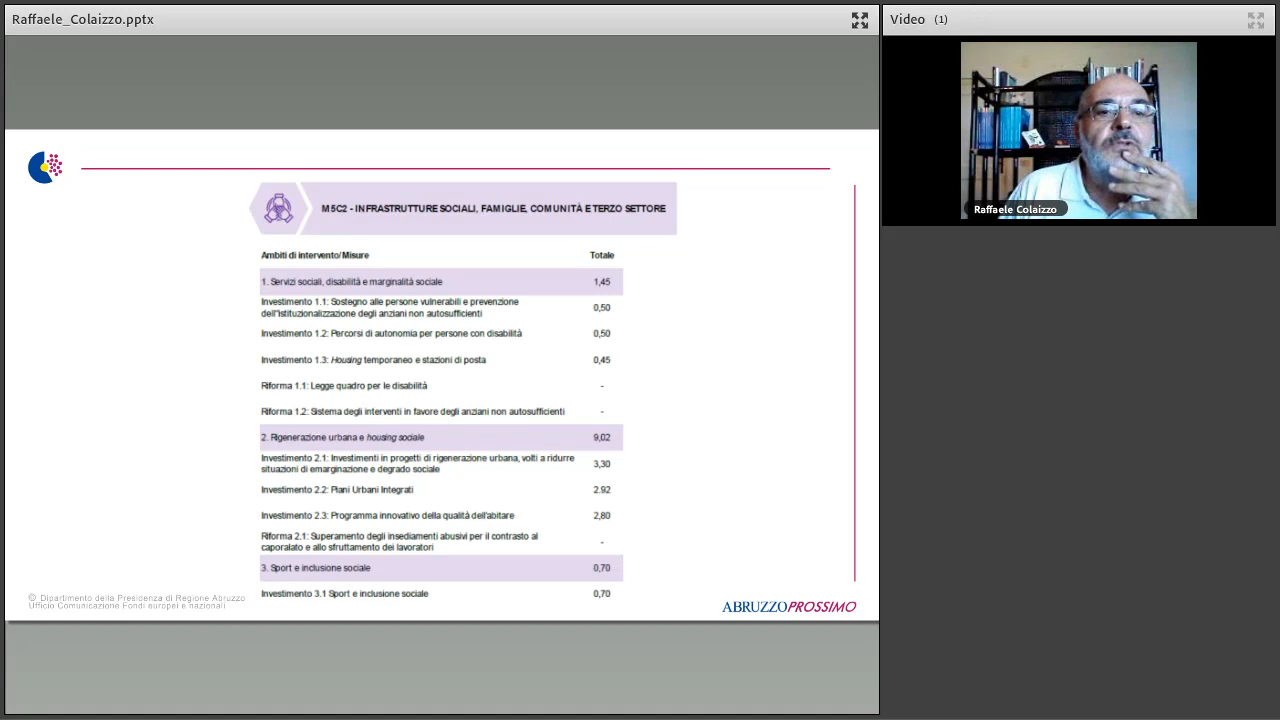 Raffaele_Colaizzo.pptx
Video (1)
Raffaele Colaizzo
M5C2 - INFRASTRUTTURE SOCIALI, FAMIGLIE, COMUNITÀ E TERZO SETTORE
Ambiti di intervento/Misure Totale
1. Servizi sociali, disabilità e marginalità sociale 1,45
Investimento 1.1: Sostegno alle persone vulnerabili e prevenzione
dell'istituzionalizzazione degli anziani non autosufficienti 0,50
Investimento 1.2: Percorsi di autonomia per persone con disabilità 0,50
Investimento 1.3: Housing temporaneo e stazioni di posta 0,45
Riforma 1.1: Legge quadro per le disabilità -
Riforma 1.2: Sistema degli interventi in favore degli anziani non autosufficienti -
2. Rigenerazione urbana e housing sociale 9,02
Investimento 2.1: Investimenti in progetti di rigenerazione urbana, volti a ridurre
situazioni di emarginazione e degrado sociale 3,30
Investimento 2.2: Piani Urbani Integrati 2.92
Investimento 2.3: Programma innovativo della qualità dell'abitare 2,80
Riforma 2.1: Superamento degli insediamenti abusivi per il contrasto al
caporalato e allo sfruttamento dei lavoratori -
3. Sport e inclusione sociale 0,70
Investimento 3.1 Sport e inclusione sociale 0,70
© Dipartimento della Presidenza di Regione Abruzzo
Ufficio Comunicazione Fondi europei e nazionali
ABRUZZOPROSSIMO